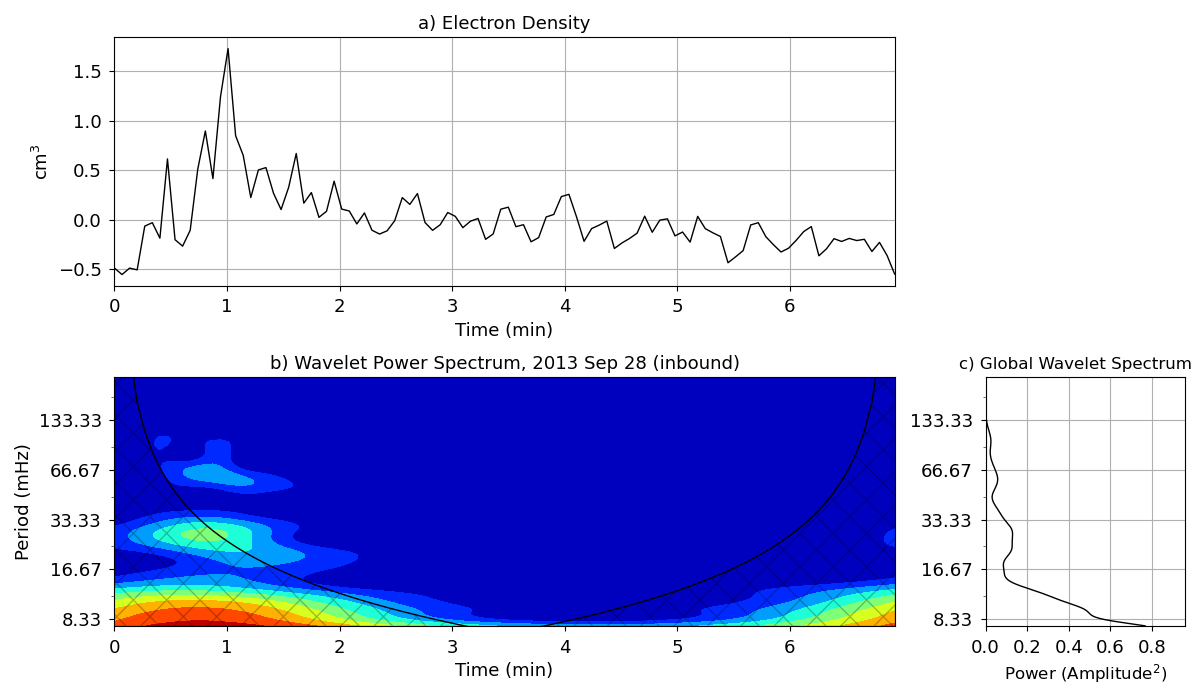 a) Electron Density
1.5
1.0
0.5
0.0
−0.5
cm³
0 1 2 3 4 5 6
Time (min)
b) Wavelet Power Spectrum, 2013 Sep 28 (inbound)
133.33
66.67
33.33
16.67
8.33
Period (mHz)
0 1 2 3 4 5 6
Time (min)
c) Global Wavelet Spectrum
133.33
66.67
33.33
16.67
8.33
0.0 0.2 0.4 0.6 0.8
Power (Amplitude²)